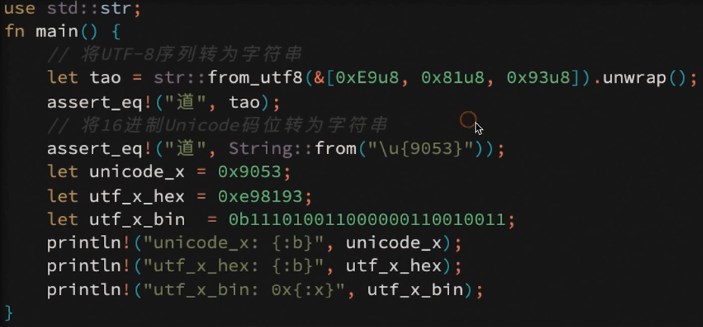 use std::str;
fn main() {
    // 将UTF-8序列转为字符串
    let tao = str::from_utf8(&[0xE9u8, 0x81u8, 0x93u8]).unwrap();
    assert_eq!("道", tao);
    // 将16进制Unicode码位转为字符串
    assert_eq!("道", String::from("\u{9053}"));
    let unicode_x = 0x9053;
    let utf_x_hex = 0xe98193;
    let utf_x_bin  = 0b111010011000000110010011;
    println!("unicode_x: {:b}", unicode_x);
    println!("utf_x_hex: {:b}", utf_x_hex);
    println!("utf_x_bin: 0x{:x}", utf_x_bin);
}